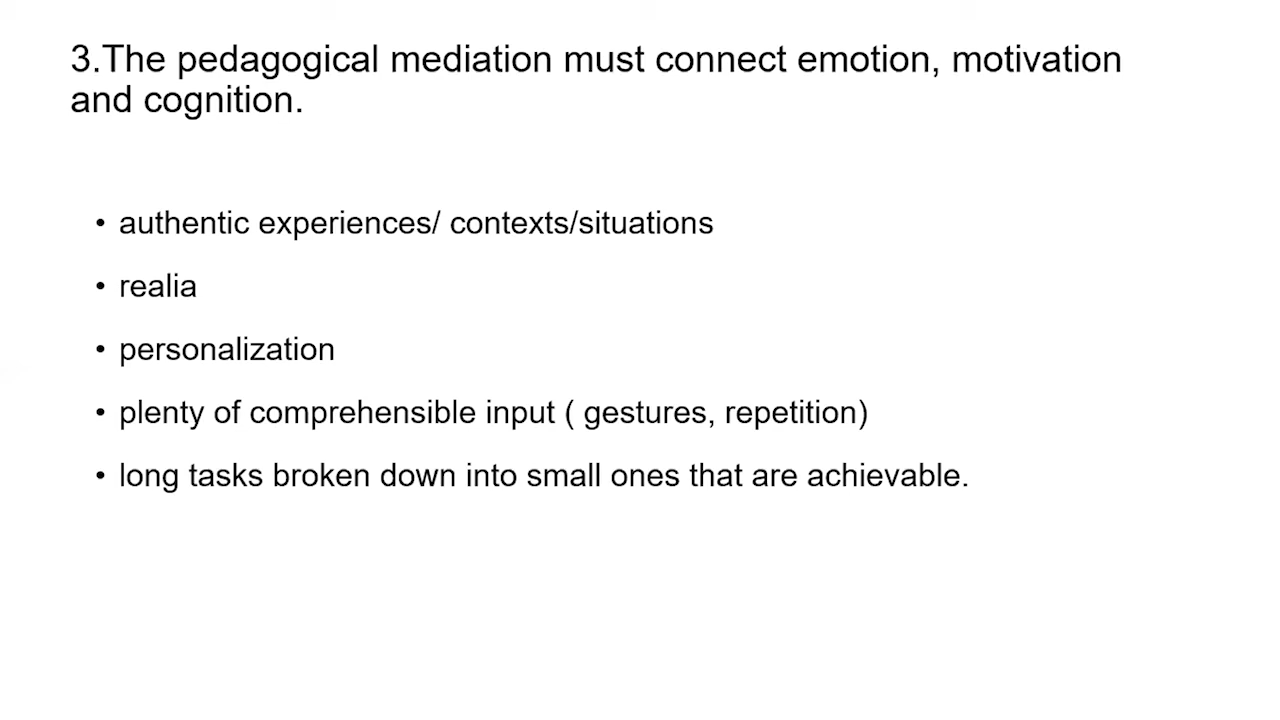 3.The pedagogical mediation must connect emotion, motivation
and cognition.
• authentic experiences/ contexts/situations
• realia
• personalization
• plenty of comprehensible input ( gestures, repetition)
• long tasks broken down into small ones that are achievable.